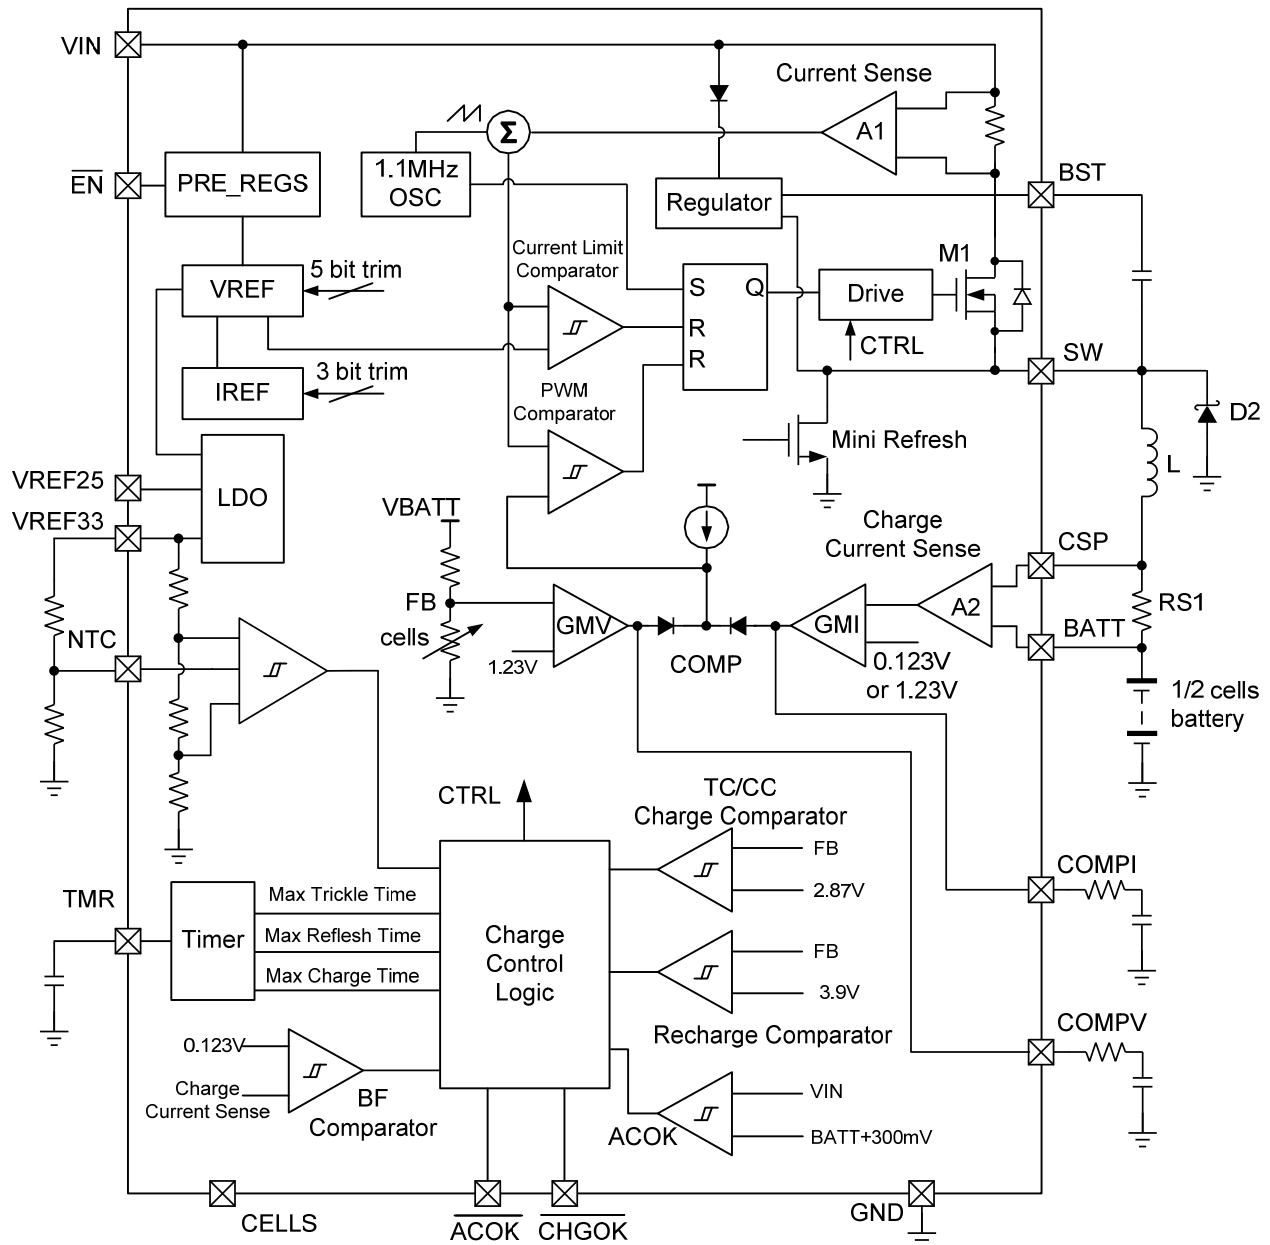 VIN
Current Sense
A1
Σ
1.1MHz
OSC
EN
PRE_REGS
Regulator
BST
Current Limit
Comparator
5 bit trim
VREF
S
Q
R
R
Drive
M1
CTRL
SW
3 bit trim
IREF
PWM
Comparator
Mini Refresh
D2
L
VREF25
LDO
VREF33
VBATT
Charge
Current Sense
CSP
FB
cells
GMV
1.23V
COMP
GMI
A2
0.123V
or 1.23V
RS1
BATT
NTC
1/2 cells
battery
CTRL
TC/CC
Charge Comparator
FB
2.87V
COMPI
TMR
Timer
Max Trickle Time
Max Reflesh Time
Max Charge Time
Charge
Control
Logic
FB
3.9V
Recharge Comparator
COMPV
0.123V
Charge
Current Sense
BF
Comparator
ACOK
VIN
BATT+300mV
CELLS
ACOK
CHGOK
GND